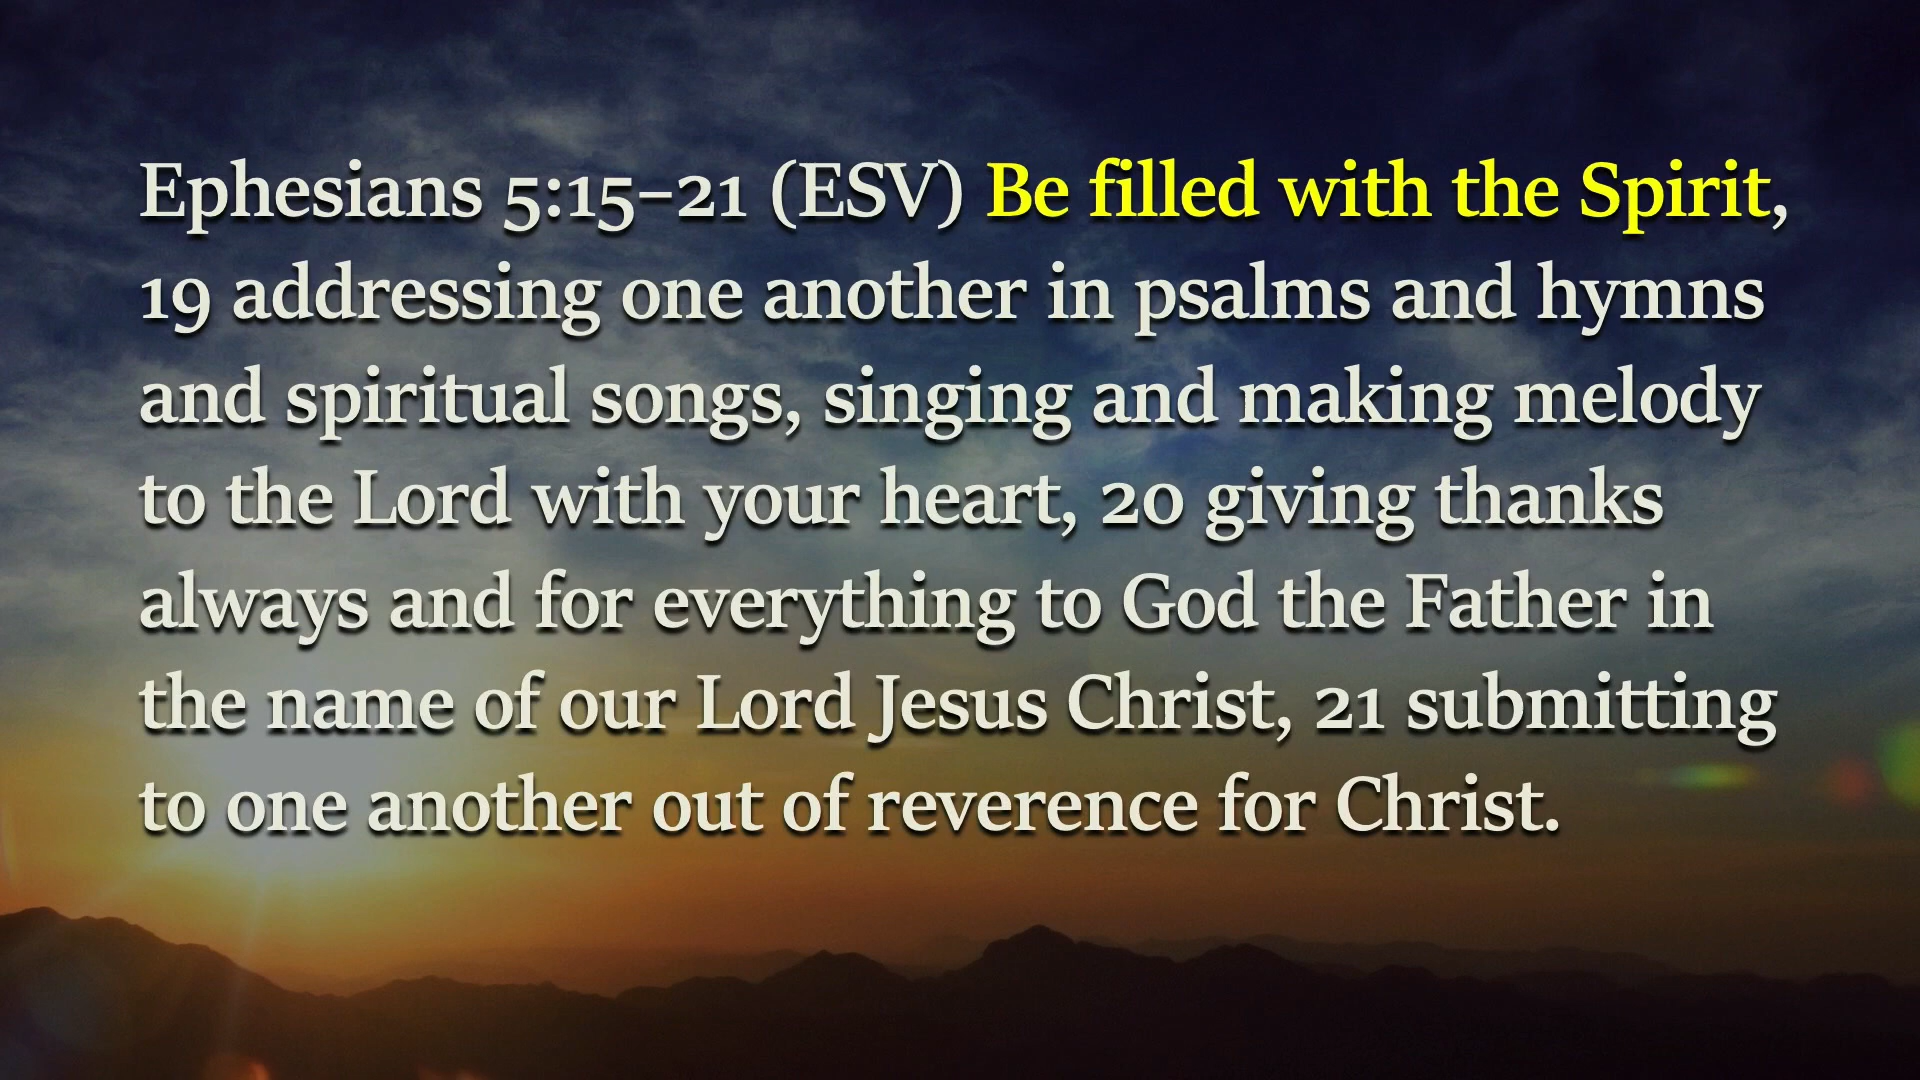 Ephesians 5:15–21 (ESV) Be filled with the Spirit,
19 addressing one another in psalms and hymns
and spiritual songs, singing and making melody
to the Lord with your heart, 20 giving thanks
always and for everything to God the Father in
the name of our Lord Jesus Christ, 21 submitting
to one another out of reverence for Christ.